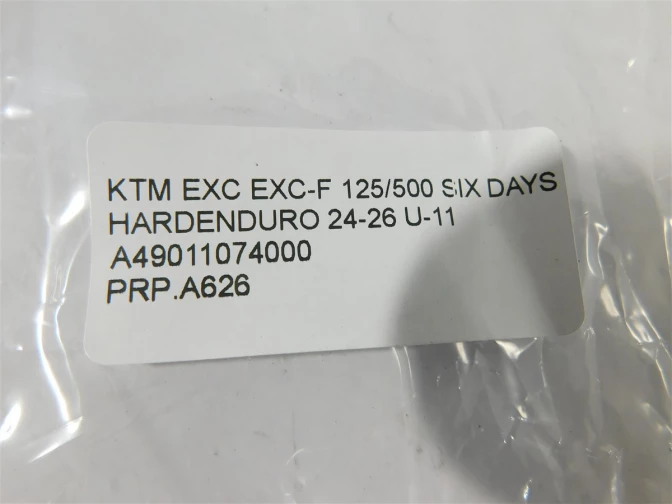 KTM EXC EXC-F 125/500 SIX DAYS
HARDENDURO 24-26 U-11
A49011074000
PRP.A626